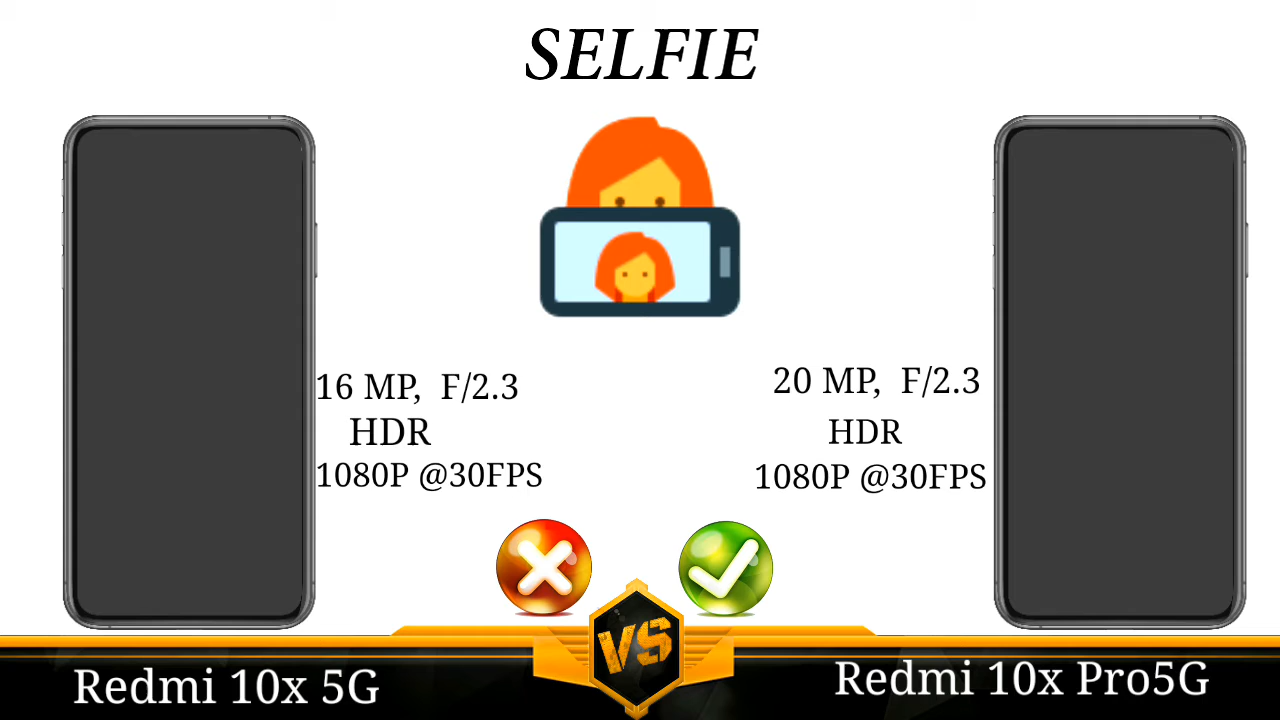 SELFIE
16 MP, F/2.3
HDR
1080P @30FPS
20 MP, F/2.3
HDR
1080P @30FPS
VS
Redmi 10x 5G
Redmi 10x Pro5G